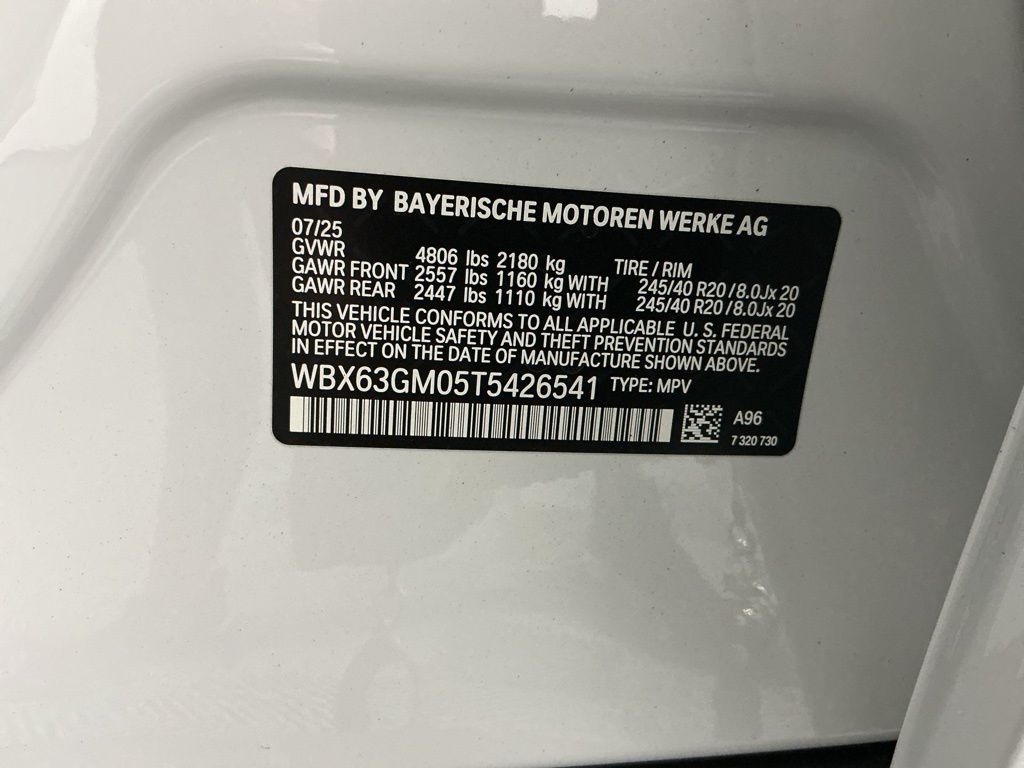 MFD BY BAYERISCHE MOTOREN WERKE AG
07/25
GVWR 4806 lbs 2180 kg TIRE / RIM
GAWR FRONT 2557 lbs 1160 kg WITH 245/40 R20 / 8.0Jx 20
GAWR REAR 2447 lbs 1110 kg WITH 245/40 R20 / 8.0Jx 20
THIS VEHICLE CONFORMS TO ALL APPLICABLE U. S. FEDERAL
MOTOR VEHICLE SAFETY AND THEFT PREVENTION STANDARDS
IN EFFECT ON THE DATE OF MANUFACTURE SHOWN ABOVE.
WBX63GM05T5426541 TYPE: MPV
A96
7 320 730